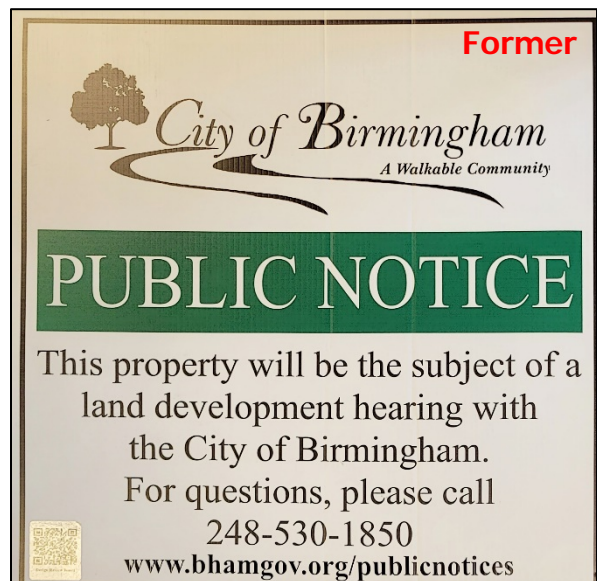 Former
City of Birmingham
A Walkable Community
PUBLIC NOTICE
This property will be the subject of a
land development hearing with
the City of Birmingham.
For questions, please call
248-530-1850
www.bhamgov.org/publicnotices